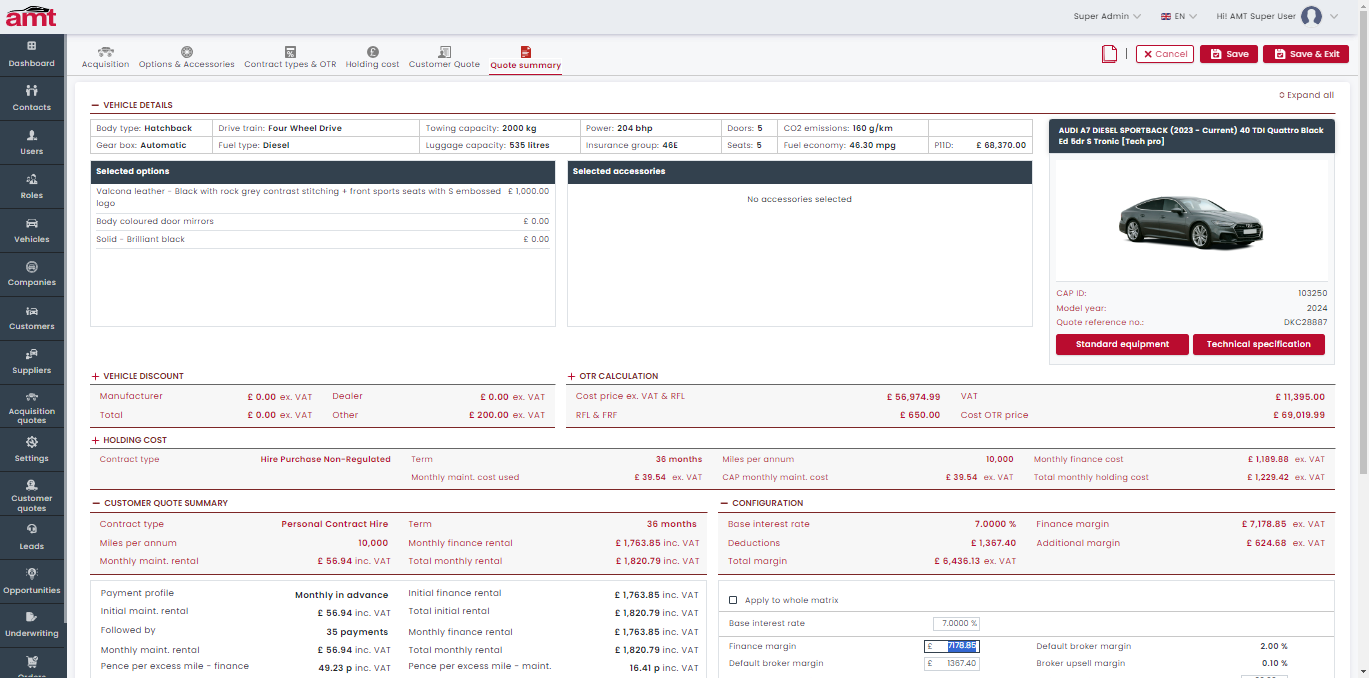 amt
Super Admin
EN
Hi! AMT Super User
Dashboard
Contacts
Users
Roles
Vehicles
Companies
Customers
Suppliers
Acquisition
quotes
Settings
Customer
quotes
Leads
Opportunities
Underwriting
Orders
Acquisition
Options & Accessories
Contract types & OTR
Holding cost
Customer Quote
Quote summary
Cancel
Save
Save & Exit
Expand all
VEHICLE DETAILS
Body type: Hatchback
Drive train: Four Wheel Drive
Towing capacity: 2000 kg
Power: 204 bhp
Doors: 5
CO2 emissions: 160 g/km
Gear box: Automatic
Fuel type: Diesel
Luggage capacity: 535 litres
Insurance group: 46E
Seats: 5
Fuel economy: 46.30 mpg
P11D: £ 68,370.00
Selected options
Valcona leather - Black with rock grey contrast stitching + front sports seats with S embossed £ 1,000.00
logo
Body coloured door mirrors £ 0.00
Solid - Brilliant black £ 0.00
Selected accessories
No accessories selected
AUDI A7 DIESEL SPORTBACK (2023 - Current) 40 TDI Quattro Black
Ed 5dr S Tronic [Tech pro]
CAP ID: 103250
Model year: 2024
Quote reference no.: DKC28887
Standard equipment
Technical specification
VEHICLE DISCOUNT
Manufacturer £ 0.00 ex. VAT Dealer £ 0.00 ex. VAT
Total £ 0.00 ex. VAT Other £ 200.00 ex. VAT
OTR CALCULATION
Cost price ex. VAT & RFL £ 56,974.99 VAT £ 11,395.00
RFL & FRF £ 650.00 Cost OTR price £ 69,019.99
HOLDING COST
Contract type Hire Purchase Non-Regulated Term 36 months Miles per annum 10,000 Monthly finance cost £ 1,189.88 ex. VAT
Monthly maint. cost used £ 39.54 ex. VAT CAP monthly maint. cost £ 39.54 ex. VAT Total monthly holding cost £ 1,229.42 ex. VAT
CUSTOMER QUOTE SUMMARY
Contract type Personal Contract Hire Term 36 months
Miles per annum 10,000 Monthly finance rental £ 1,763.85 inc. VAT
Monthly maint. rental £ 56.94 inc. VAT Total monthly rental £ 1,820.79 inc. VAT
Payment profile Monthly in advance Initial finance rental £ 1,763.85 inc. VAT
Initial maint. rental £ 56.94 inc. VAT Total initial rental £ 1,820.79 inc. VAT
Followed by 35 payments Monthly finance rental £ 1,763.85 inc. VAT
Monthly maint. rental £ 56.94 inc. VAT Total monthly rental £ 1,820.79 inc. VAT
Pence per excess mile - finance 49.23 p inc. VAT Pence per excess mile - maint. 16.41 p inc. VAT
CONFIGURATION
Base interest rate 7.0000 % Finance margin £ 7,178.85 ex. VAT
Deductions £ 1,367.40 Additional margin £ 624.68 ex. VAT
Total margin £ 6,436.13 ex. VAT
Apply to whole matrix
Base interest rate 7.0000 %
Finance margin £ 7178.85 Default broker margin 2.00 %
Default broker margin £ 1367.40 Broker upsell margin 0.10 %